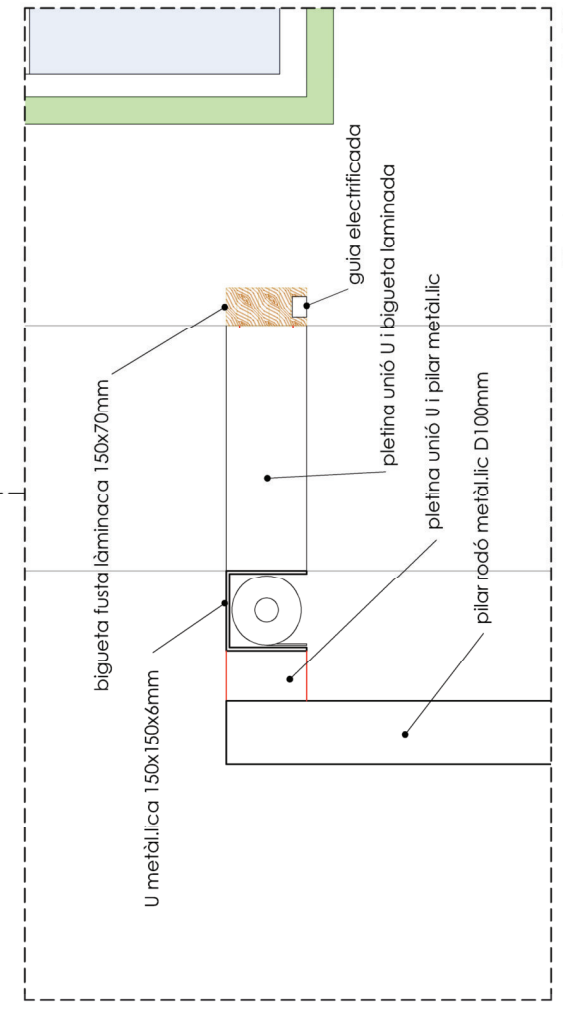 U metàl.lica 150x150x6mm
bigueta fusta làminaca 150x70mm
guia electrificada
pletina unió U i bigueta laminada
pletina unió U i pilar metàl.lic
pilar rodó metàl.lic D100mm